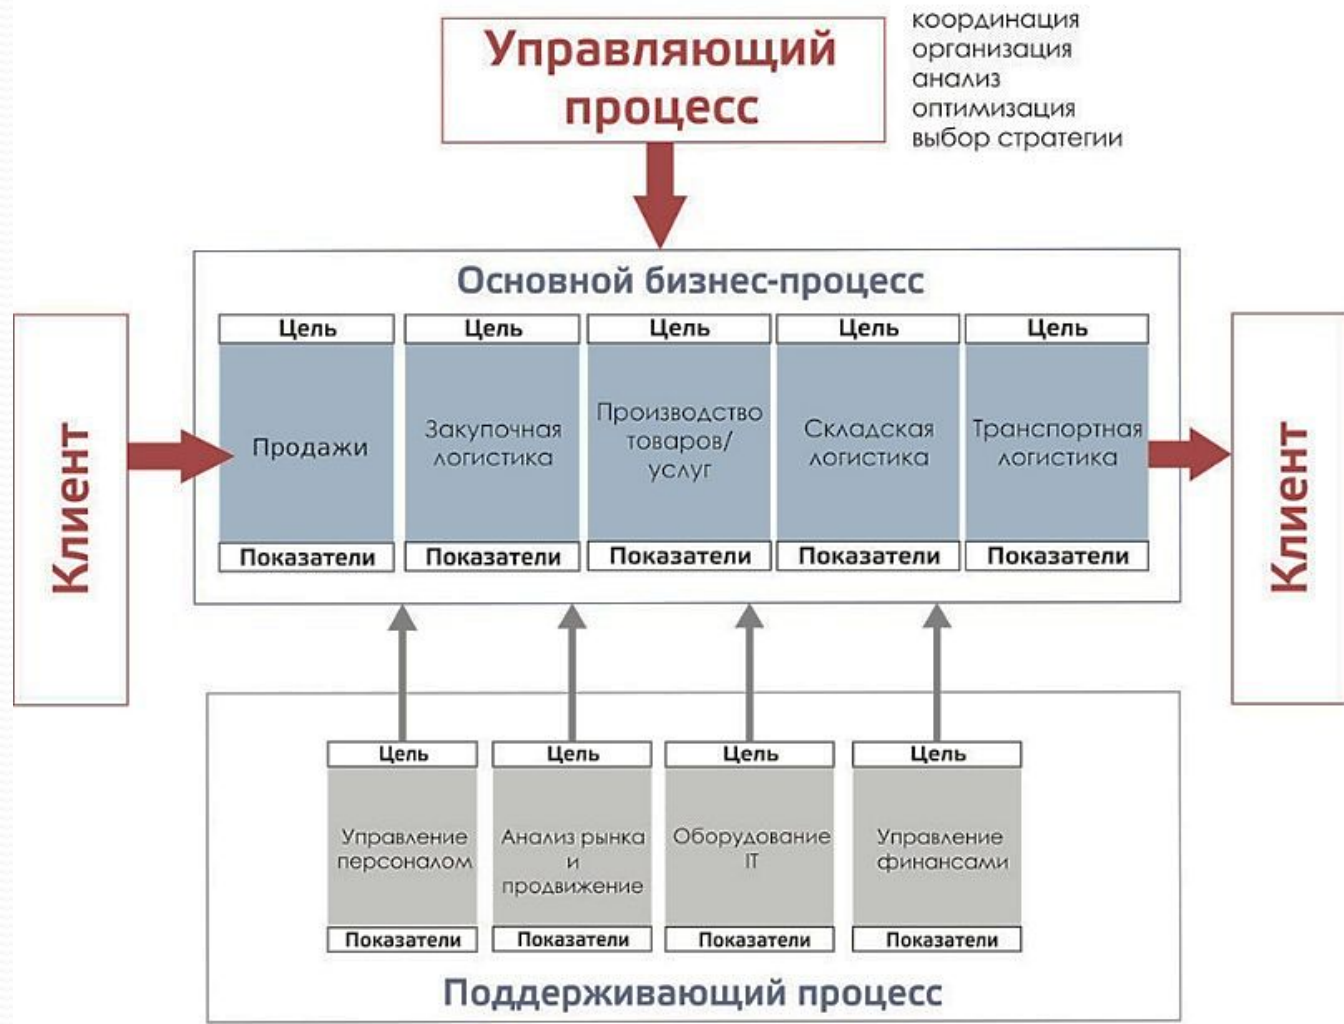 Управляющий
процесс
координация
организация
анализ
оптимизация
выбор стратегии
Основной бизнес-процесс
Клиент
Цель
Продажи
Показатели
Цель
Закупочная
логистика
Показатели
Цель
Производство
товаров/
услуг
Показатели
Цель
Складская
логистика
Показатели
Цель
Транспортная
логистика
Показатели
Клиент
Цель
Управление
персоналом
Показатели
Цель
Анализ рынка
и
продвижение
Показатели
Цель
Оборудование
IT
Показатели
Цель
Управление
финансами
Показатели
Поддерживающий процесс